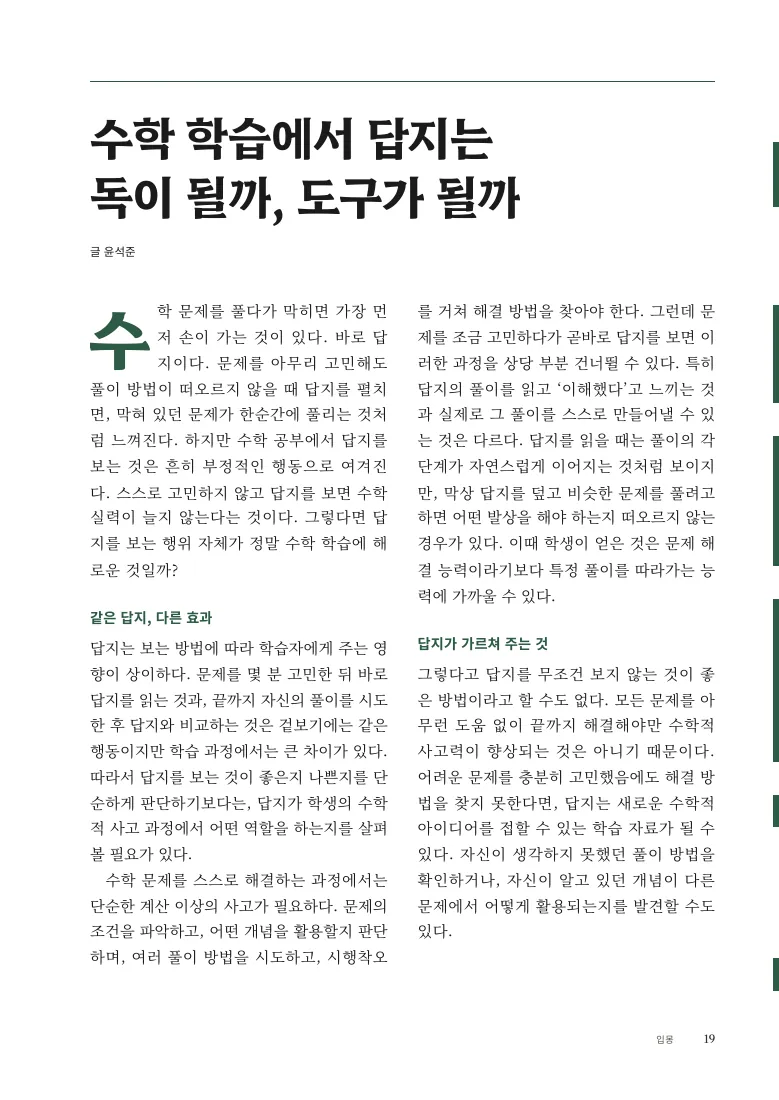 수학 학습에서 답지는
독이 될까, 도구가 될까
글 윤석준
수학 문제를 풀다가 막히면 가장 먼
저 손이 가는 것이 있다. 바로 답
지이다. 문제를 아무리 고민해도
풀이 방법이 떠오르지 않을 때 답지를 펼치
면, 막혀 있던 문제가 한순간에 풀리는 것처
럼 느껴진다. 하지만 수학 공부에서 답지를
보는 것은 흔히 부정적인 행동으로 여겨진
다. 스스로 고민하지 않고 답지를 보면 수학
실력이 늘지 않는다는 것이다. 그렇다면 답
지를 보는 행위 자체가 정말 수학 학습에 해
로운 것일까?
같은 답지, 다른 효과
답지는 보는 방법에 따라 학습자에게 주는 영
향이 상이하다. 문제를 몇 분 고민한 뒤 바로
답지를 읽는 것과, 끝까지 자신의 풀이를 시도
한 후 답지와 비교하는 것은 겉보기에는 같은
행동이지만 학습 과정에서는 큰 차이가 있다.
따라서 답지를 보는 것이 좋은지 나쁜지를 단
순하게 판단하기보다는, 답지가 학생의 수학
적 사고 과정에서 어떤 역할을 하는지를 살펴
볼 필요가 있다.
수학 문제를 스스로 해결하는 과정에서는
단순한 계산 이상의 사고가 필요하다. 문제의
조건을 파악하고, 어떤 개념을 활용할지 판단
하며, 여러 풀이 방법을 시도하고, 시행착오
를 거쳐 해결 방법을 찾아야 한다. 그런데 문
제를 조금 고민하다가 곧바로 답지를 보면 이
러한 과정을 상당 부분 건너뛸 수 있다. 특히
답지의 풀이를 읽고 ‘이해했다’고 느끼는 것
과 실제로 그 풀이를 스스로 만들어낼 수 있
는 것은 다르다. 답지를 읽을 때는 풀이의 각
단계가 자연스럽게 이어지는 것처럼 보이지
만, 막상 답지를 덮고 비슷한 문제를 풀려고
하면 어떤 발상을 해야 하는지 떠오르지 않는
경우가 있다. 이때 학생이 얻은 것은 문제 해
결 능력이라기보다 특정 풀이를 따라가는 능
력에 가까울 수 있다.
답지가 가르쳐 주는 것
그렇다고 답지를 무조건 보지 않는 것이 좋
은 방법이라고 할 수도 없다. 모든 문제를 아
무런 도움 없이 끝까지 해결해야만 수학적
사고력이 향상되는 것은 아니기 때문이다.
어려운 문제를 충분히 고민했음에도 해결 방
법을 찾지 못한다면, 답지는 새로운 수학적
아이디어를 접할 수 있는 학습 자료가 될 수
있다. 자신이 생각하지 못했던 풀이 방법을
확인하거나, 자신이 알고 있던 개념이 다른
문제에서 어떻게 활용되는지를 발견할 수도
있다.
입몽 19